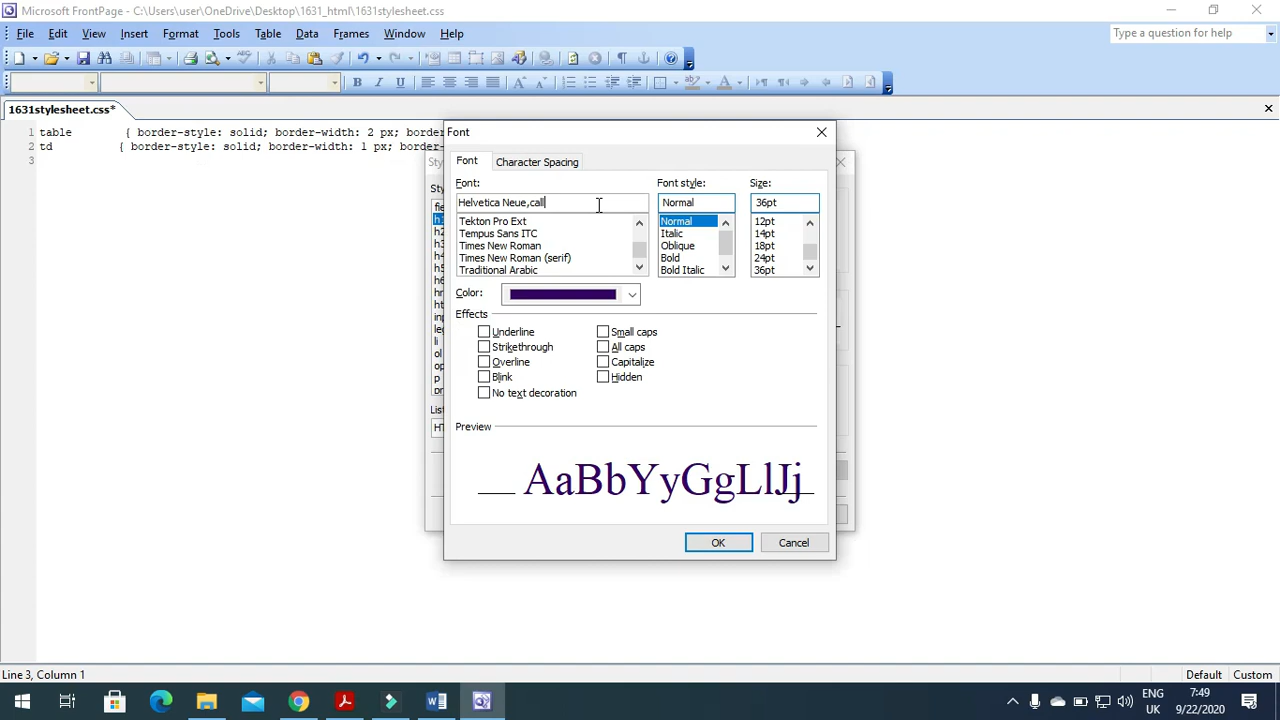 Microsoft FrontPage - C:\Users\user\OneDrive\Desktop\1631_html\1631stylesheet.css
File Edit View Insert Format Tools Table Data Frames Window Help
Type a question for help
1631stylesheet.css*
1 table { border-style: solid; border-width: 2 px; bord
2 td { border-style: solid; border-width: 1 px; bord
3
Font
Font Character Spacing
Font: Font style: Size:
Helvetica Neue,call Normal 36pt
Tekton Pro Ext Normal 12pt
Tempus Sans ITC Italic 14pt
Times New Roman Oblique 18pt
Times New Roman (serif) Bold 24pt
Traditional Arabic Bold Italic 36pt
Color:
Effects
Underline Small caps
Strikethrough All caps
Overline Capitalize
Blink Hidden
No text decoration
Preview
AaBbYyGgLlJj
OK Cancel
Line 3, Column 1 Default Custom
ENG 7:49
UK 9/22/2020